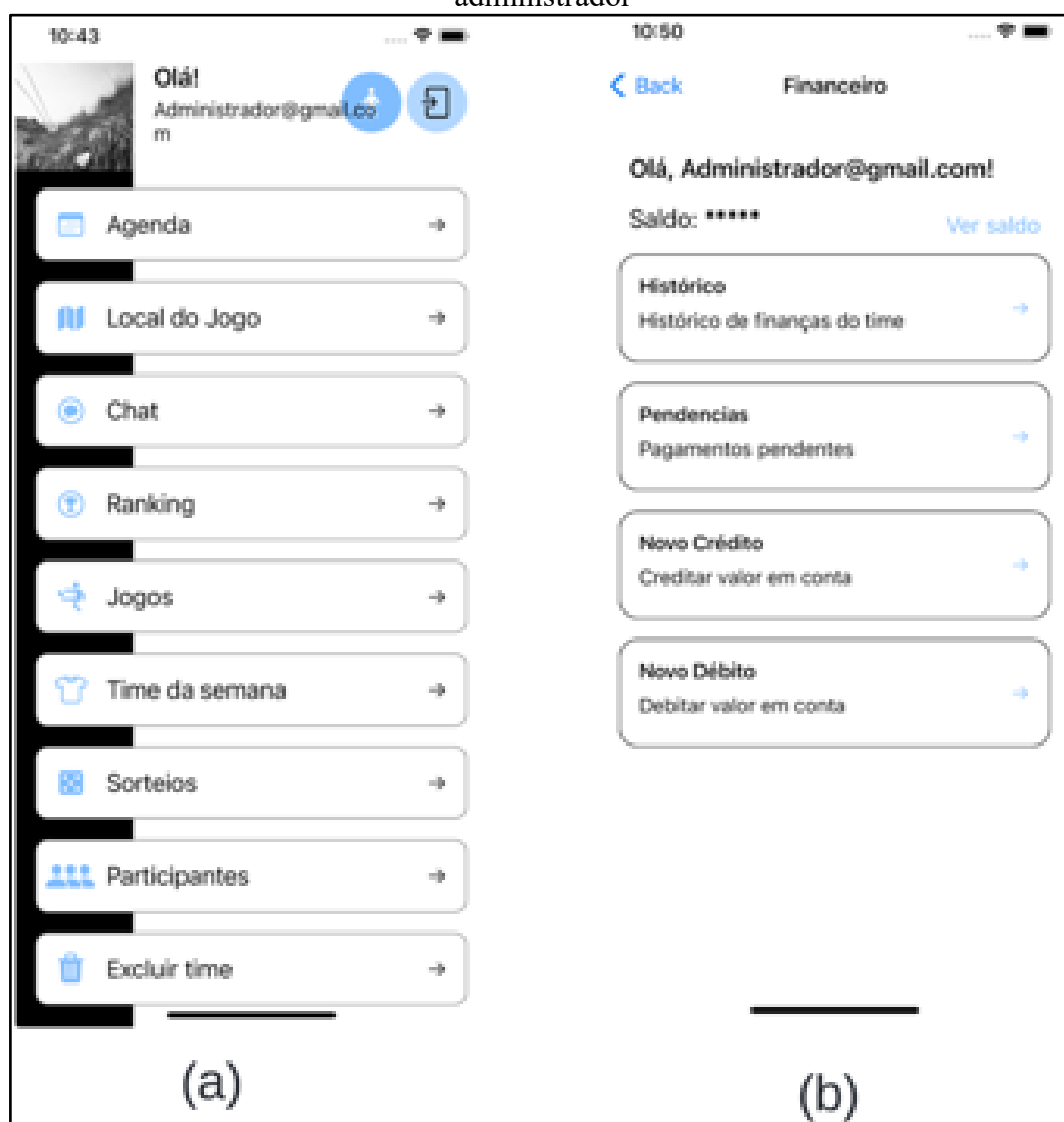 administrador
10:43
Olá!
Administrador@gmail.co
m
Agenda
Local do Jogo
Chat
Ranking
Jogos
Time da semana
Sorteios
Participantes
Excluir time
(a)
10:50
Back
Financeiro
Olá, Administrador@gmail.com!
Saldo: *****
Ver saldo
Histórico
Histórico de finanças do time
Pendencias
Pagamentos pendentes
Novo Crédito
Creditar valor em conta
Novo Débito
Debitar valor em conta
(b)